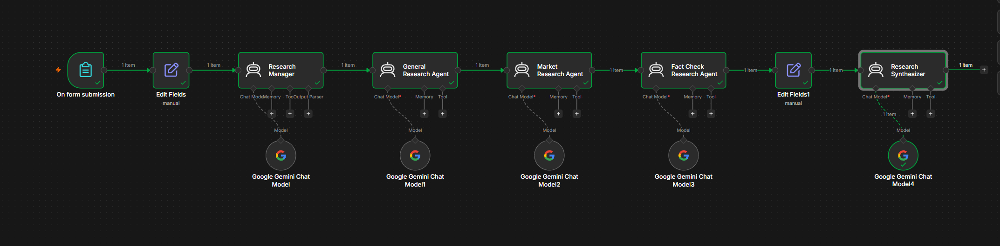 1 item
1 item
1 item
1 item
1 item
1 item
1 item
1 item
Research
Manager
General
Research Agent
Market
Research Agent
Fact Check
Research Agent
Research
Synthesizer
On form submission
Edit Fields
manual
Chat Mode
Memory
Too
Output Parser
Chat Model*
Memory
Tool
Chat Model*
Memory
Tool
Chat Model*
Memory
Tool
Edit Fields1
manual
Chat Model*
Memory
Tool
1 item
Model
Model
Model
Model
Model
Google Gemini Chat
Model
Google Gemini Chat
Model1
Google Gemini Chat
Model2
Google Gemini Chat
Model3
Google Gemini Chat
Model4